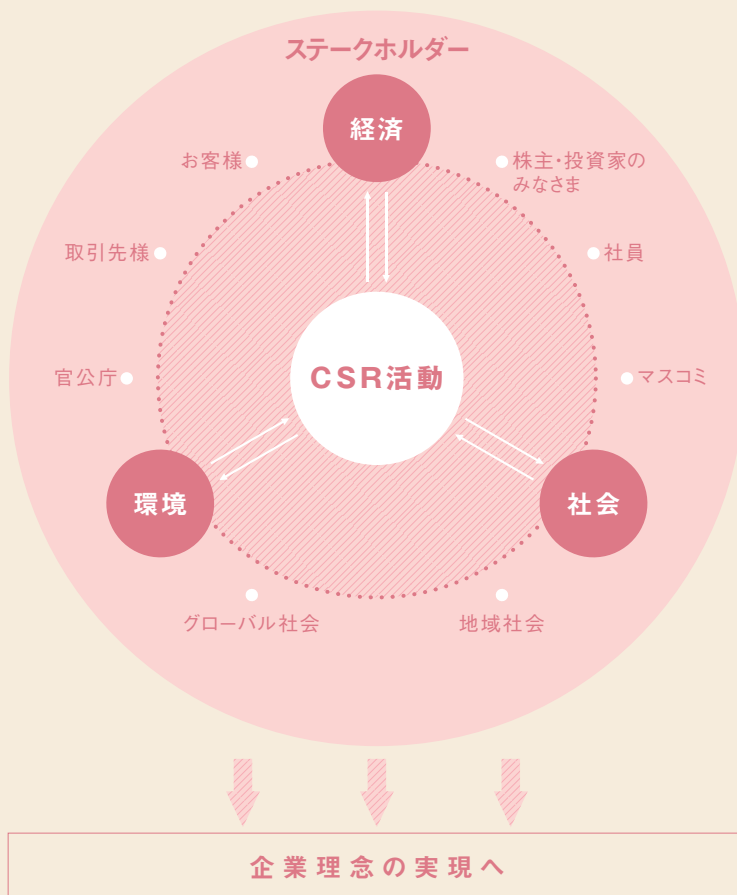 ステークホルダー
経済
お客様
株主・投資家の
みなさま
取引先様
社員
官公庁
CSR活動
マスコミ
環境
社会
グローバル社会
地域社会
企業理念の実現へ